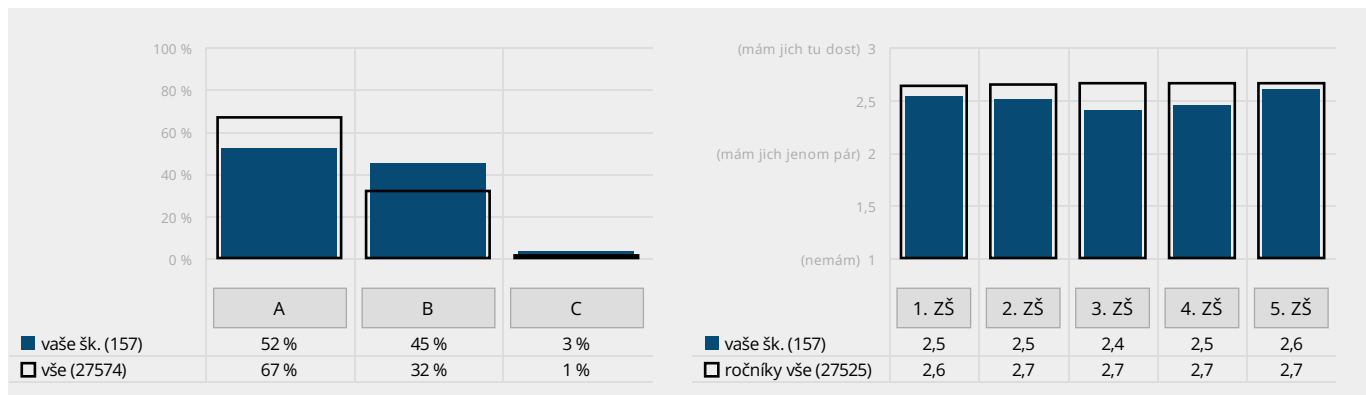 100 %
80 %
60 %
40 %
20 %
0 %
A B C
vaše šk. (157) 52 % 45 % 3 %
vše (27574) 67 % 32 % 1 %
(mám jich tu dost) 3
2,5
(mám jich jenom pár) 2
1,5
(nemám) 1
1. ZŠ 2. ZŠ 3. ZŠ 4. ZŠ 5. ZŠ
vaše šk. (157) 2,5 2,5 2,4 2,5 2,6
ročníky vše (27525) 2,6 2,7 2,7 2,7 2,7